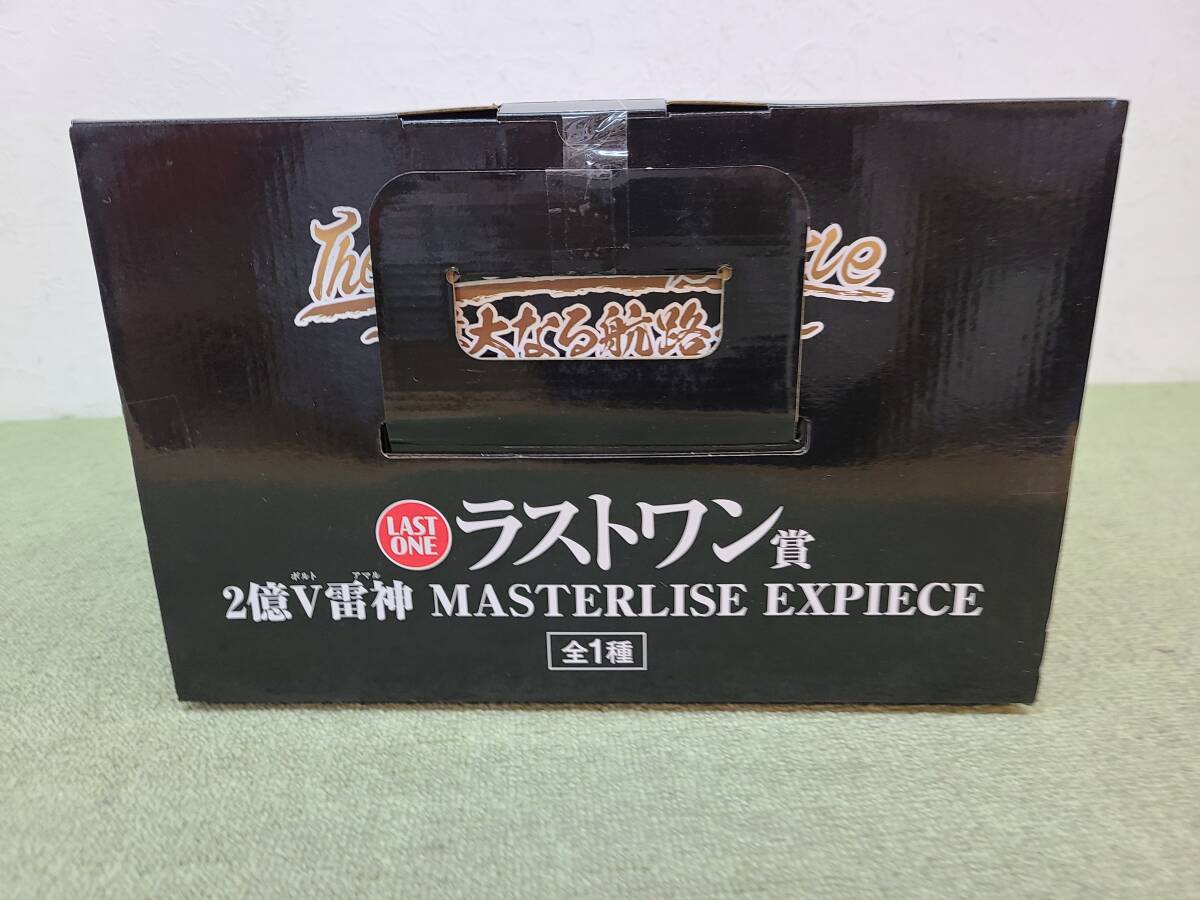 The
大なる航路
LAST ONE
ラストワン賞
ボルト アマル
2億V雷神 MASTERLISE EXPIECE
全1種